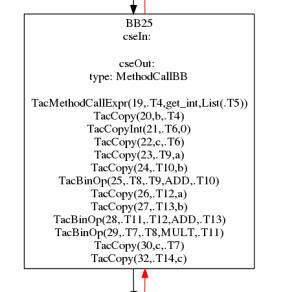 BB25
cseIn:
cseOut:
type: MethodCallBB
TacMethodCallExpr(19,.T4,get_int,List(.T5))
TacCopy(20,b,.T4)
TacCopyInt(21,.T6,0)
TacCopy(22,c,.T6)
TacCopy(23,.T9,a)
TacCopy(24,.T10,b)
TacBinOp(25,.T8,.T9,ADD,.T10)
TacCopy(26,.T12,a)
TacCopy(27,.T13,b)
TacBinOp(28,.T11,.T12,ADD,.T13)
TacBinOp(29,.T7,.T8,MULT,.T11)
TacCopy(30,c,.T7)
TacCopy(32,.T14,c)